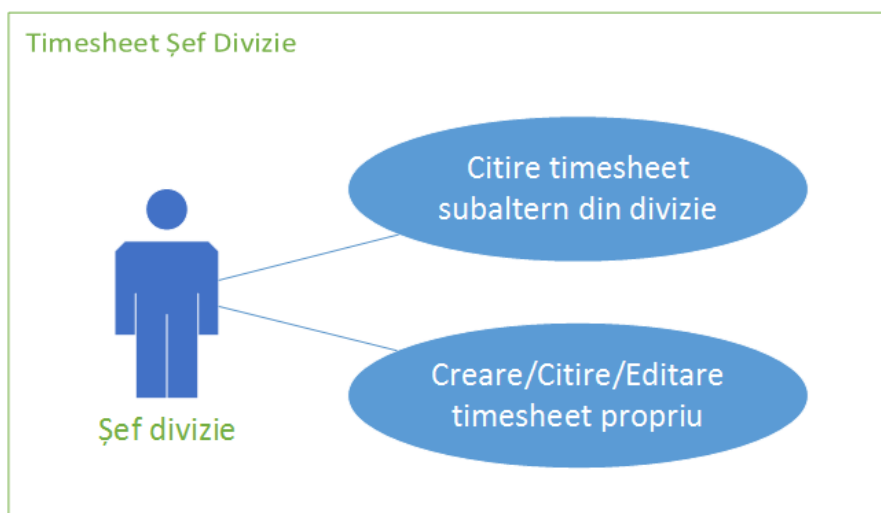 Timesheet Șef Divizie
Citire timesheet
subaltern din divizie
Creare/Citire/Editare
timesheet propriu
Șef divizie